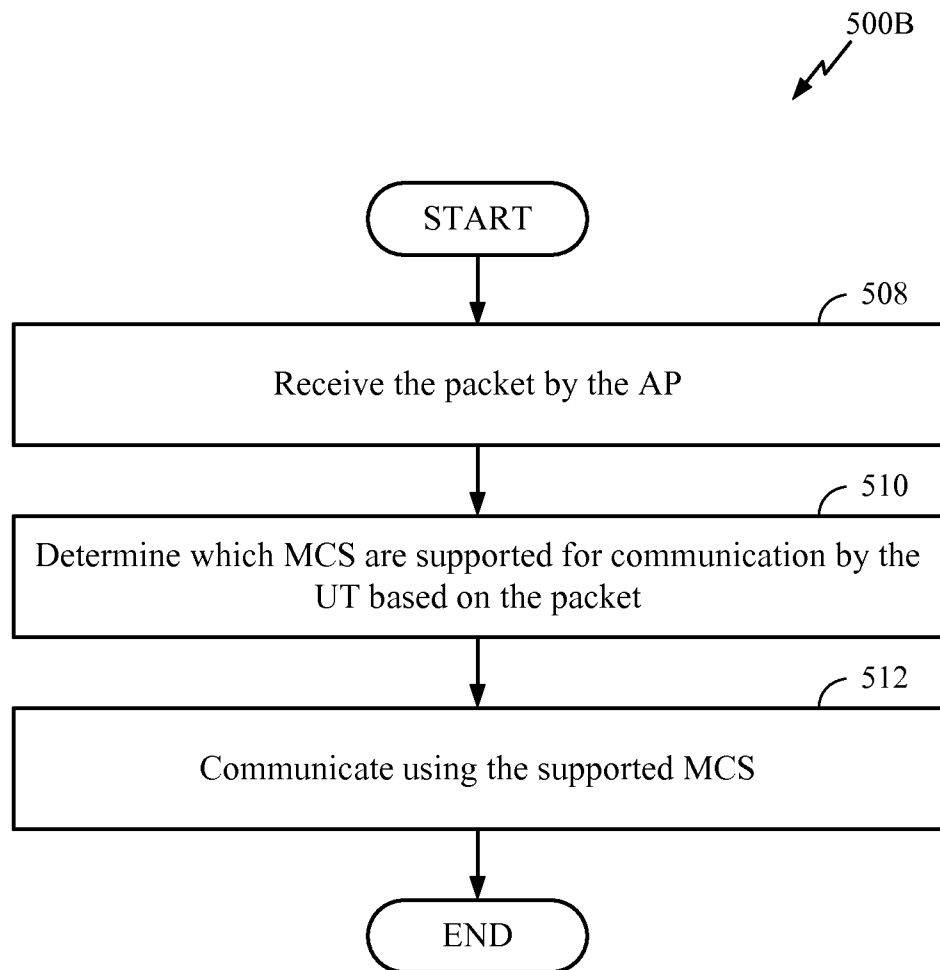 500B
START
508
Receive the packet by the AP
510
Determine which MCS are supported for communication by the
UT based on the packet
512
Communicate using the supported MCS
END